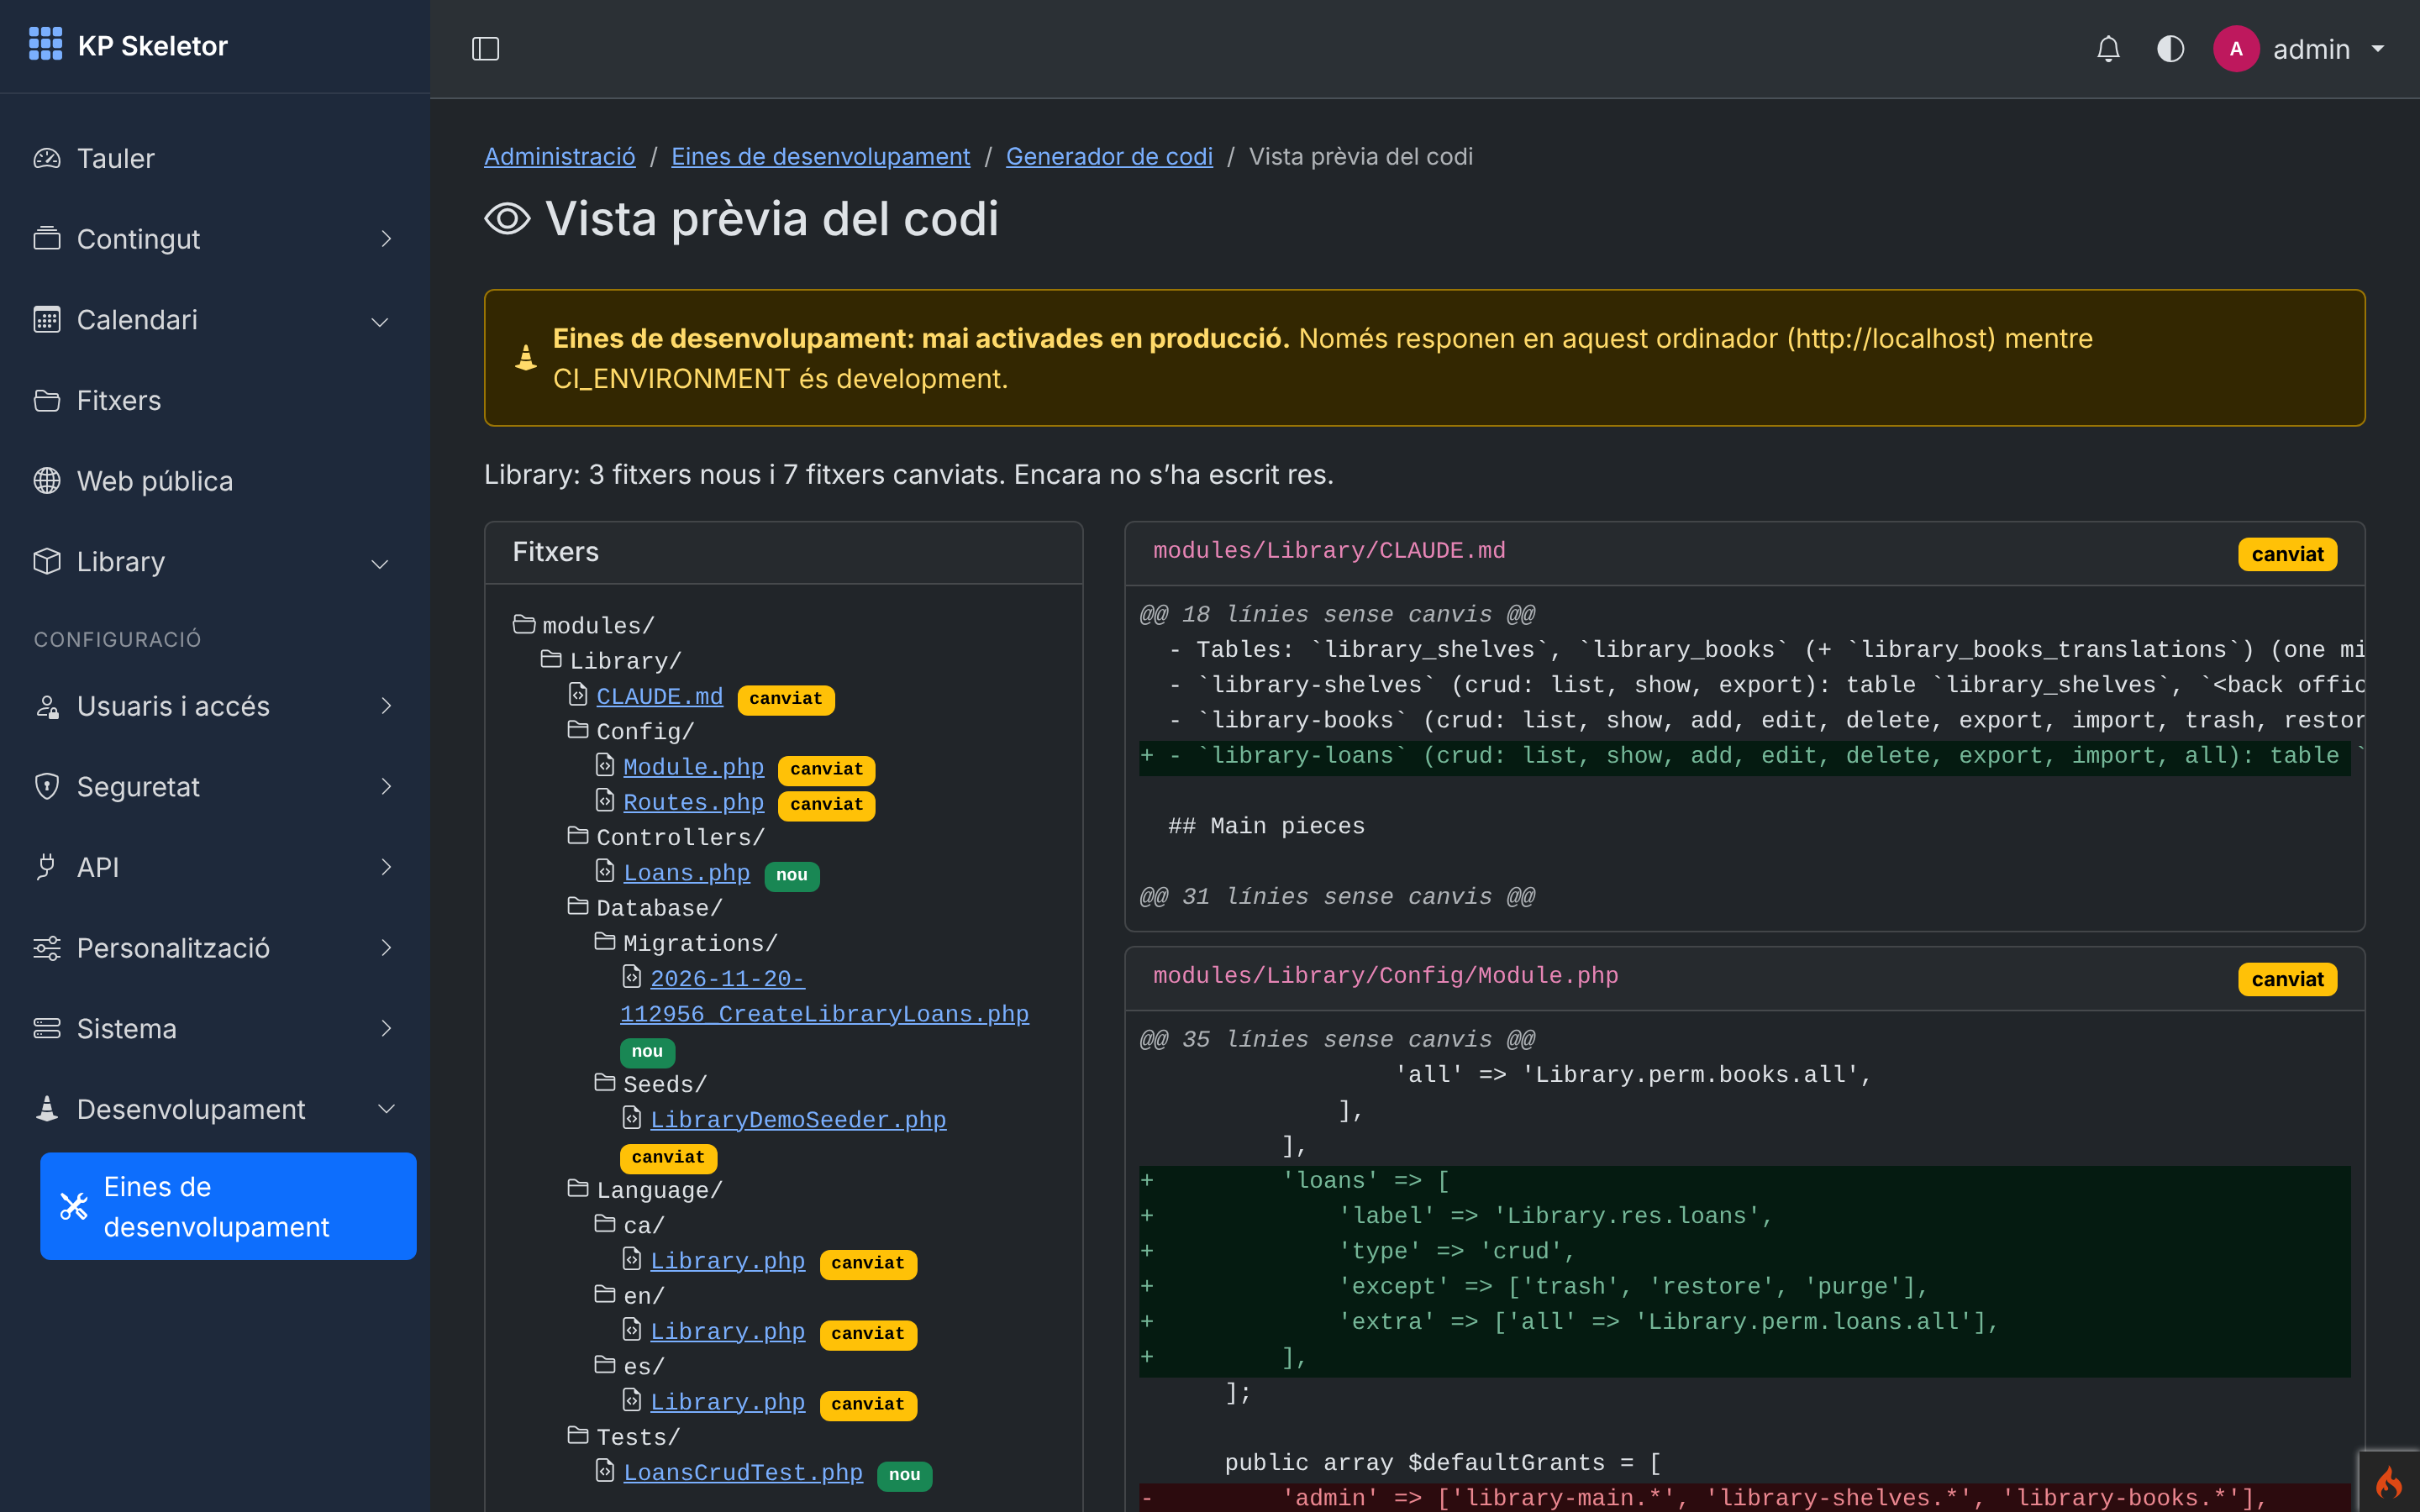 KP Skeletor
A admin
Tauler
Contingut
Calendari
Fitxers
Web pública
Library
CONFIGURACIÓ
Usuaris i accés
Seguretat
API
Personalització
Sistema
Desenvolupament
Eines de
desenvolupament
Administració / Eines de desenvolupament / Generador de codi / Vista prèvia del codi
Vista prèvia del codi
Eines de desenvolupament: mai activades en producció. Només responen en aquest ordinador (http://localhost) mentre
CI_ENVIRONMENT és development.
Library: 3 fitxers nous i 7 fitxers canviats. Encara no s’ha escrit res.
Fitxers
modules/
Library/
CLAUDE.md canviat
Config/
Module.php canviat
Routes.php canviat
Controllers/
Loans.php nou
Database/
Migrations/
2026-11-20-
112956_CreateLibraryLoans.php
nou
Seeds/
LibraryDemoSeeder.php
canviat
Language/
ca/
Library.php canviat
en/
Library.php canviat
es/
Library.php canviat
Tests/
LoansCrudTest.php nou
modules/Library/CLAUDE.md canviat
@@ 18 línies sense canvis @@
- Tables: `library_shelves`, `library_books` (+ `library_books_translations`) (one mi
- `library-shelves` (crud: list, show, export): table `library_shelves`, `<back offic
- `library-books` (crud: list, show, add, edit, delete, export, import, trash, restor
+ - `library-loans` (crud: list, show, add, edit, delete, export, import, all): table `
## Main pieces
@@ 31 línies sense canvis @@
modules/Library/Config/Module.php canviat
@@ 35 línies sense canvis @@
'all' => 'Library.perm.books.all',
],
],
+ 'loans' => [
+ 'label' => 'Library.res.loans',
+ 'type' => 'crud',
+ 'except' => ['trash', 'restore', 'purge'],
+ 'extra' => ['all' => 'Library.perm.loans.all'],
+ ],
];
public array $defaultGrants = [
- 'admin' => ['library-main.*', 'library-shelves.*', 'library-books.*'],